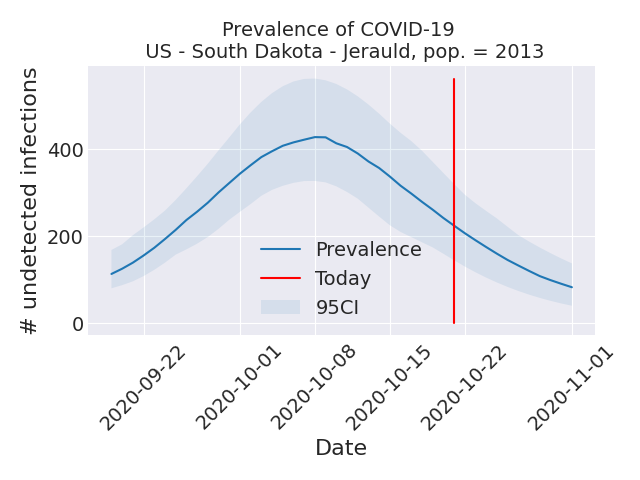 Prevalence of COVID-19
US - South Dakota - Jerauld, pop. = 2013
# undetected infections
400
200
0
Prevalence
Today
95CI
2020-09-22
2020-10-01
2020-10-08
2020-10-15
2020-10-22
2020-11-01
Date